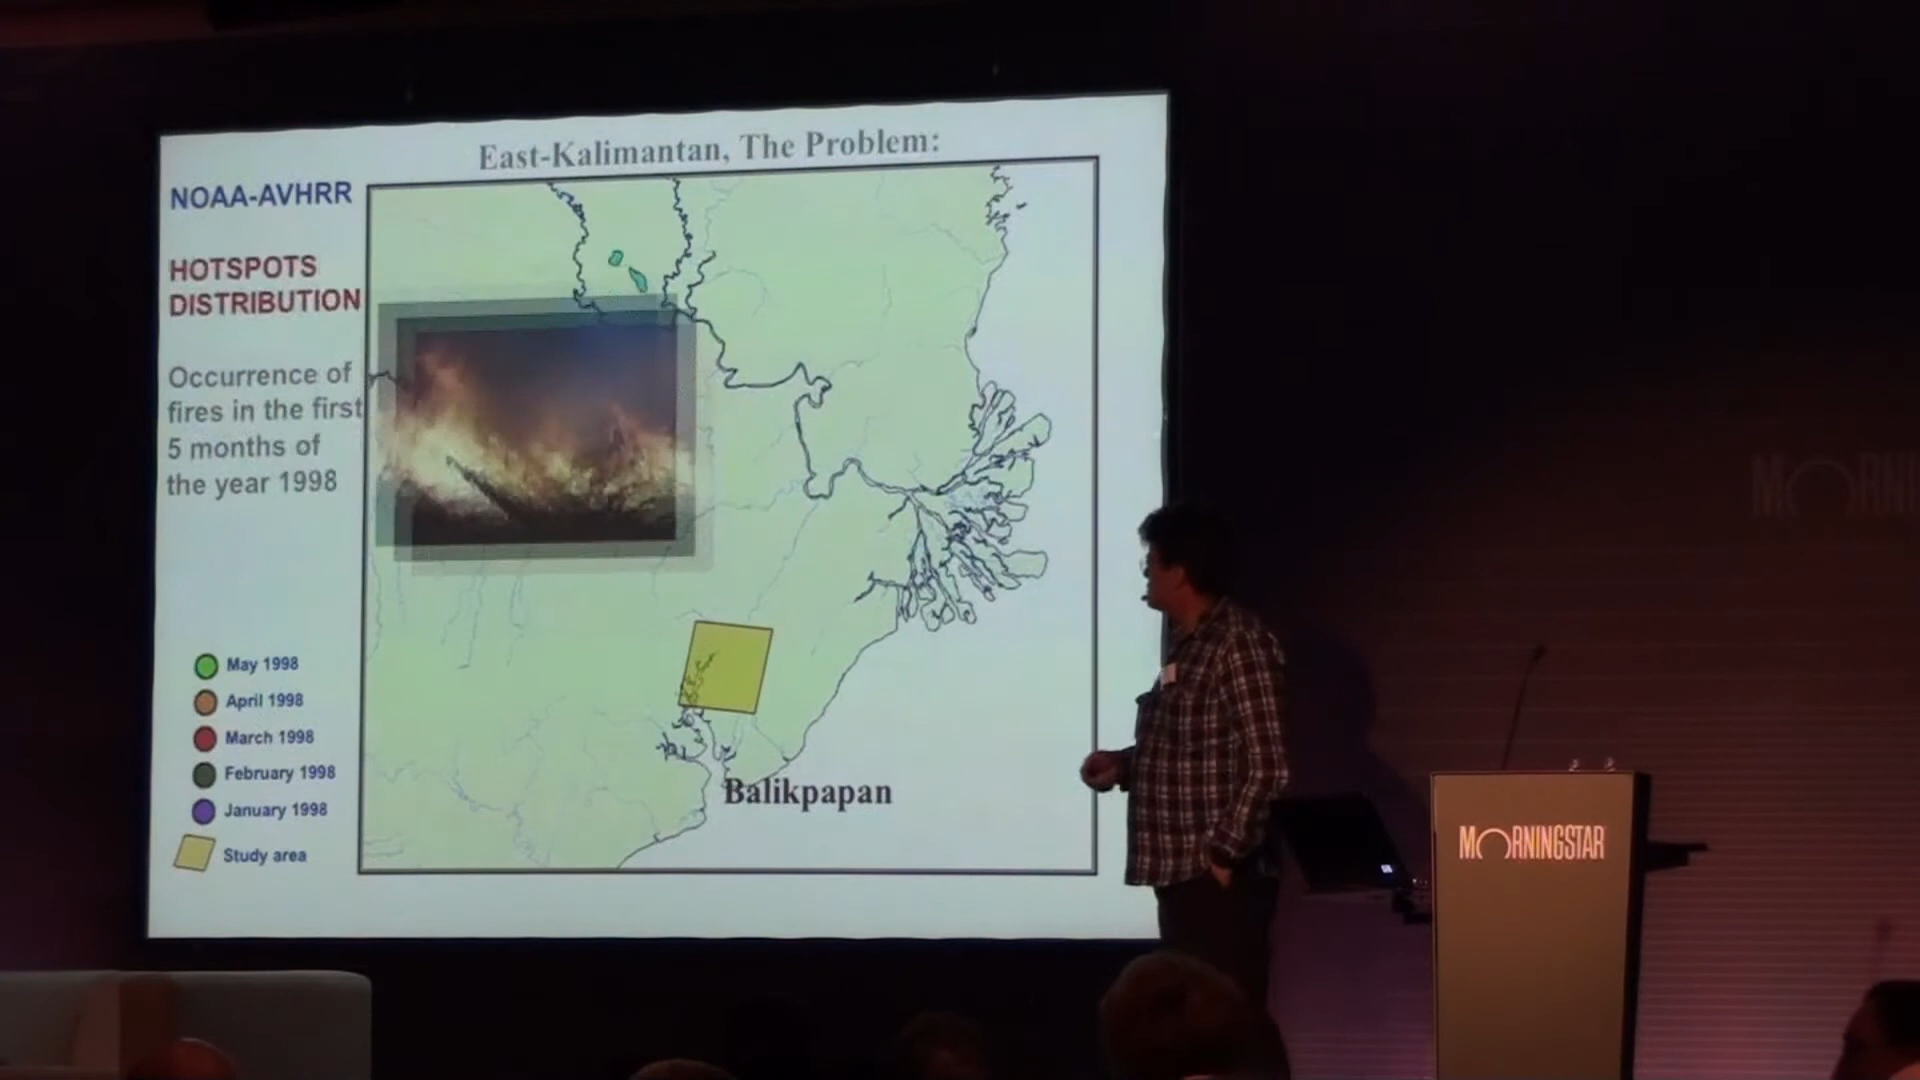 East-Kalimantan, The Problem:
NOAA-AVHRR
HOTSPOTS
DISTRIBUTION
Occurrence of
fires in the first
5 months of
the year 1998
May 1998
April 1998
March 1998
February 1998
January 1998
Study area
Balikpapan
MORNINGSTAR
MORNI